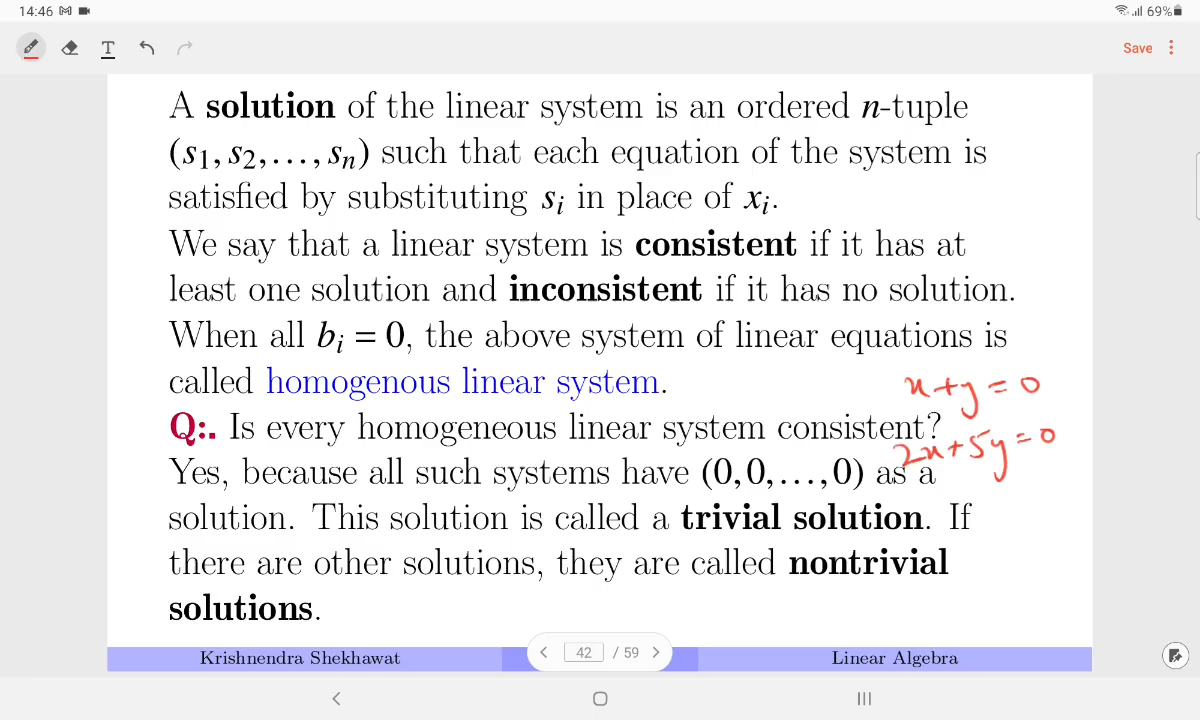 14:46 69%
T Save
A solution of the linear system is an ordered n-tuple
(s1, s2, ..., sn) such that each equation of the system is
satisfied by substituting si in place of xi.
We say that a linear system is consistent if it has at
least one solution and inconsistent if it has no solution.
When all bi = 0, the above system of linear equations is
called homogenous linear system.
x+y=0
Q:. Is every homogeneous linear system consistent?
2x+5y=0
Yes, because all such systems have (0,0,...,0) as a
solution. This solution is called a trivial solution. If
there are other solutions, they are called nontrivial
solutions.
Krishnendra Shekhawat 42 / 59 Linear Algebra